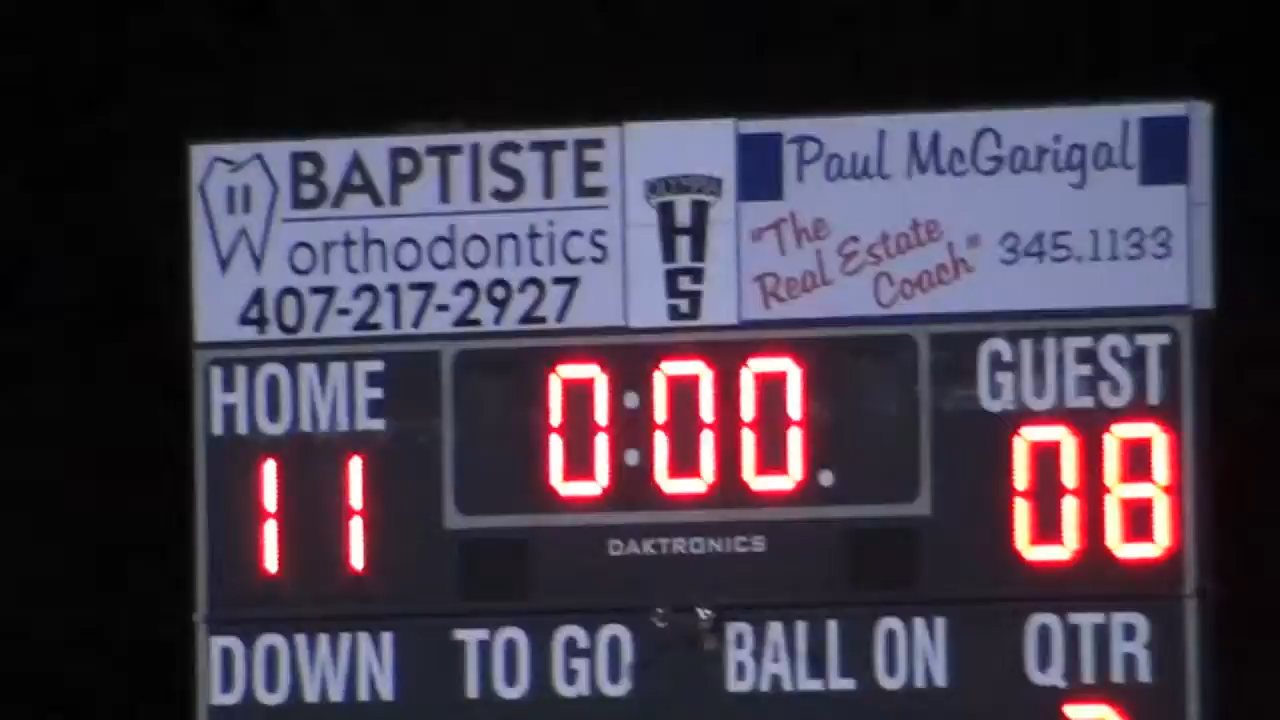 BAPTISTE
orthodontics
407-217-2927
OLYMPIA
H
S
Paul McGarigal
"The
Real Estate
Coach"
345.1133
HOME
11
0:00.
GUEST
08
DAKTRONICS
DOWN
TO GO
BALL ON
QTR